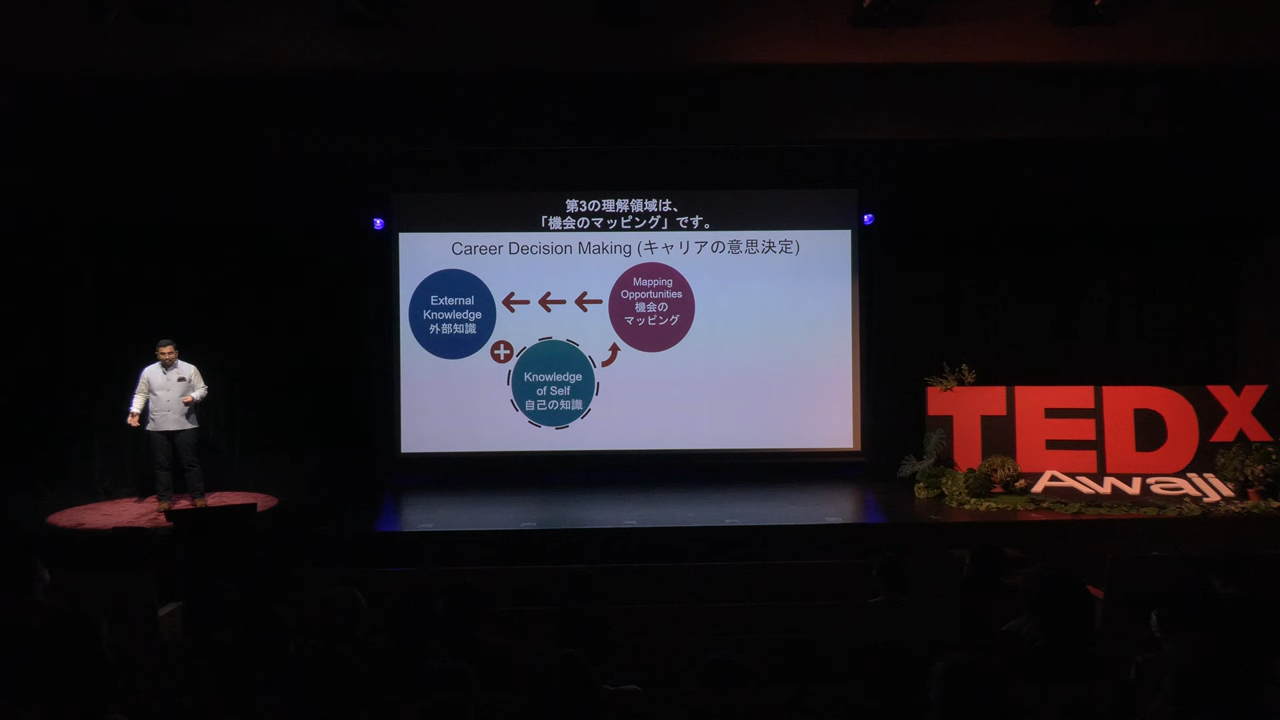 第3の理解領域は、
「機会のマッピング」です。
Career Decision Making (キャリアの意思決定)
External
Knowledge
外部知識
Mapping
Opportunities
機会の
マッピング
Knowledge
of Self
自己の知識
TEDx
Awaji